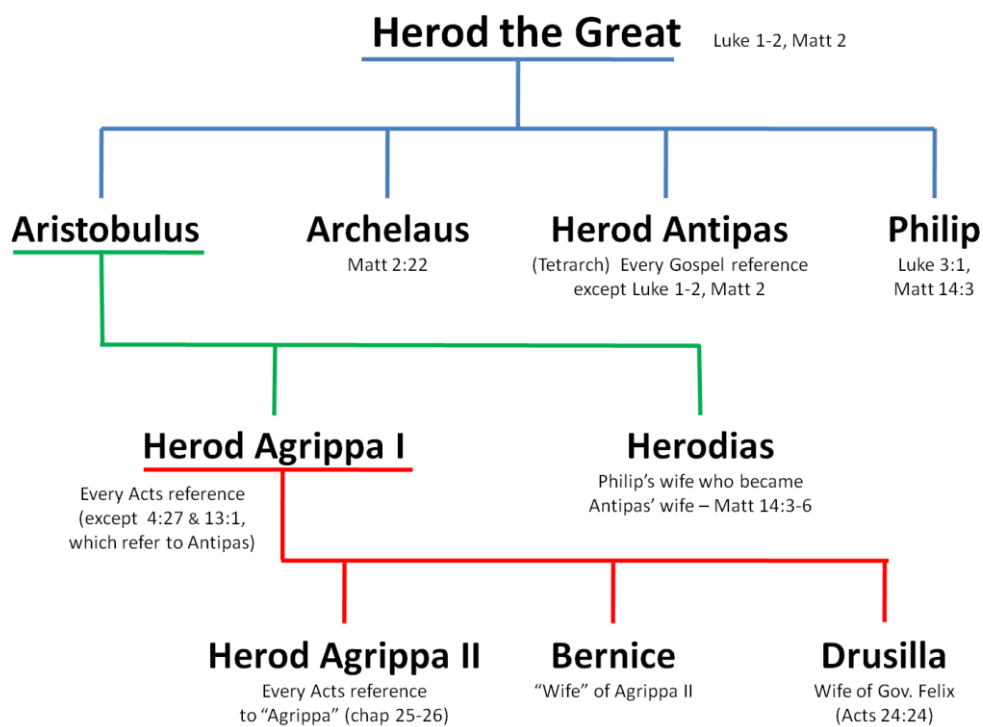 Herod the Great
Luke 1-2, Matt 2
Aristobulus
Archelaus
Matt 2:22
Herod Antipas
(Tetrarch) Every Gospel reference
except Luke 1-2, Matt 2
Philip
Luke 3:1,
Matt 14:3
Herod Agrippa I
Every Acts reference
(except 4:27 & 13:1,
which refer to Antipas)
Herodias
Philip’s wife who became
Antipas’ wife – Matt 14:3-6
Herod Agrippa II
Every Acts reference
to “Agrippa” (chap 25-26)
Bernice
“Wife” of Agrippa II
Drusilla
Wife of Gov. Felix
(Acts 24:24)